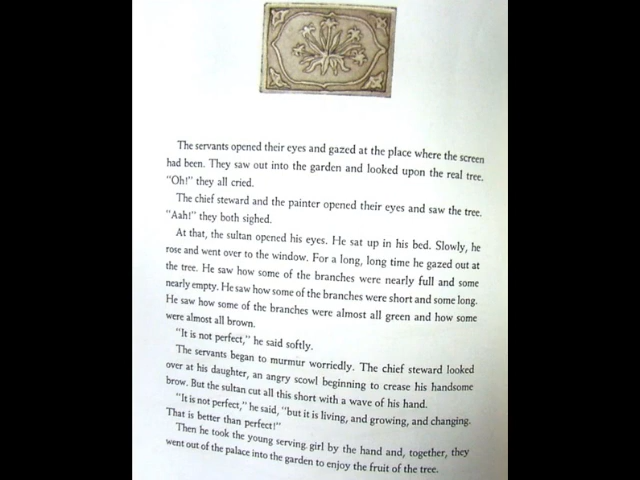 The servants opened their eyes and gazed at the place where the screen
had been. They saw out into the garden and looked upon the real tree.
"Oh!" they all cried.
The chief steward and the painter opened their eyes and saw the tree.
"Aah!" they both sighed.
At that, the sultan opened his eyes. He sat up in his bed. Slowly, he
rose and went over to the window. For a long, long time he gazed out at
the tree. He saw how some of the branches were nearly full and some
nearly empty. He saw how some of the branches were short and some long.
He saw how some of the branches were almost all green and how some
were almost all brown.
"It is not perfect," he said softly.
The servants began to murmur worriedly. The chief steward looked
over at his daughter, an angry scowl beginning to crease his handsome
brow. But the sultan cut all this short with a wave of his hand.
"It is not perfect," he said, "but it is living, and growing, and changing.
That is better than perfect!"
Then he took the young serving girl by the hand and, together, they
went out of the palace into the garden to enjoy the fruit of the tree.